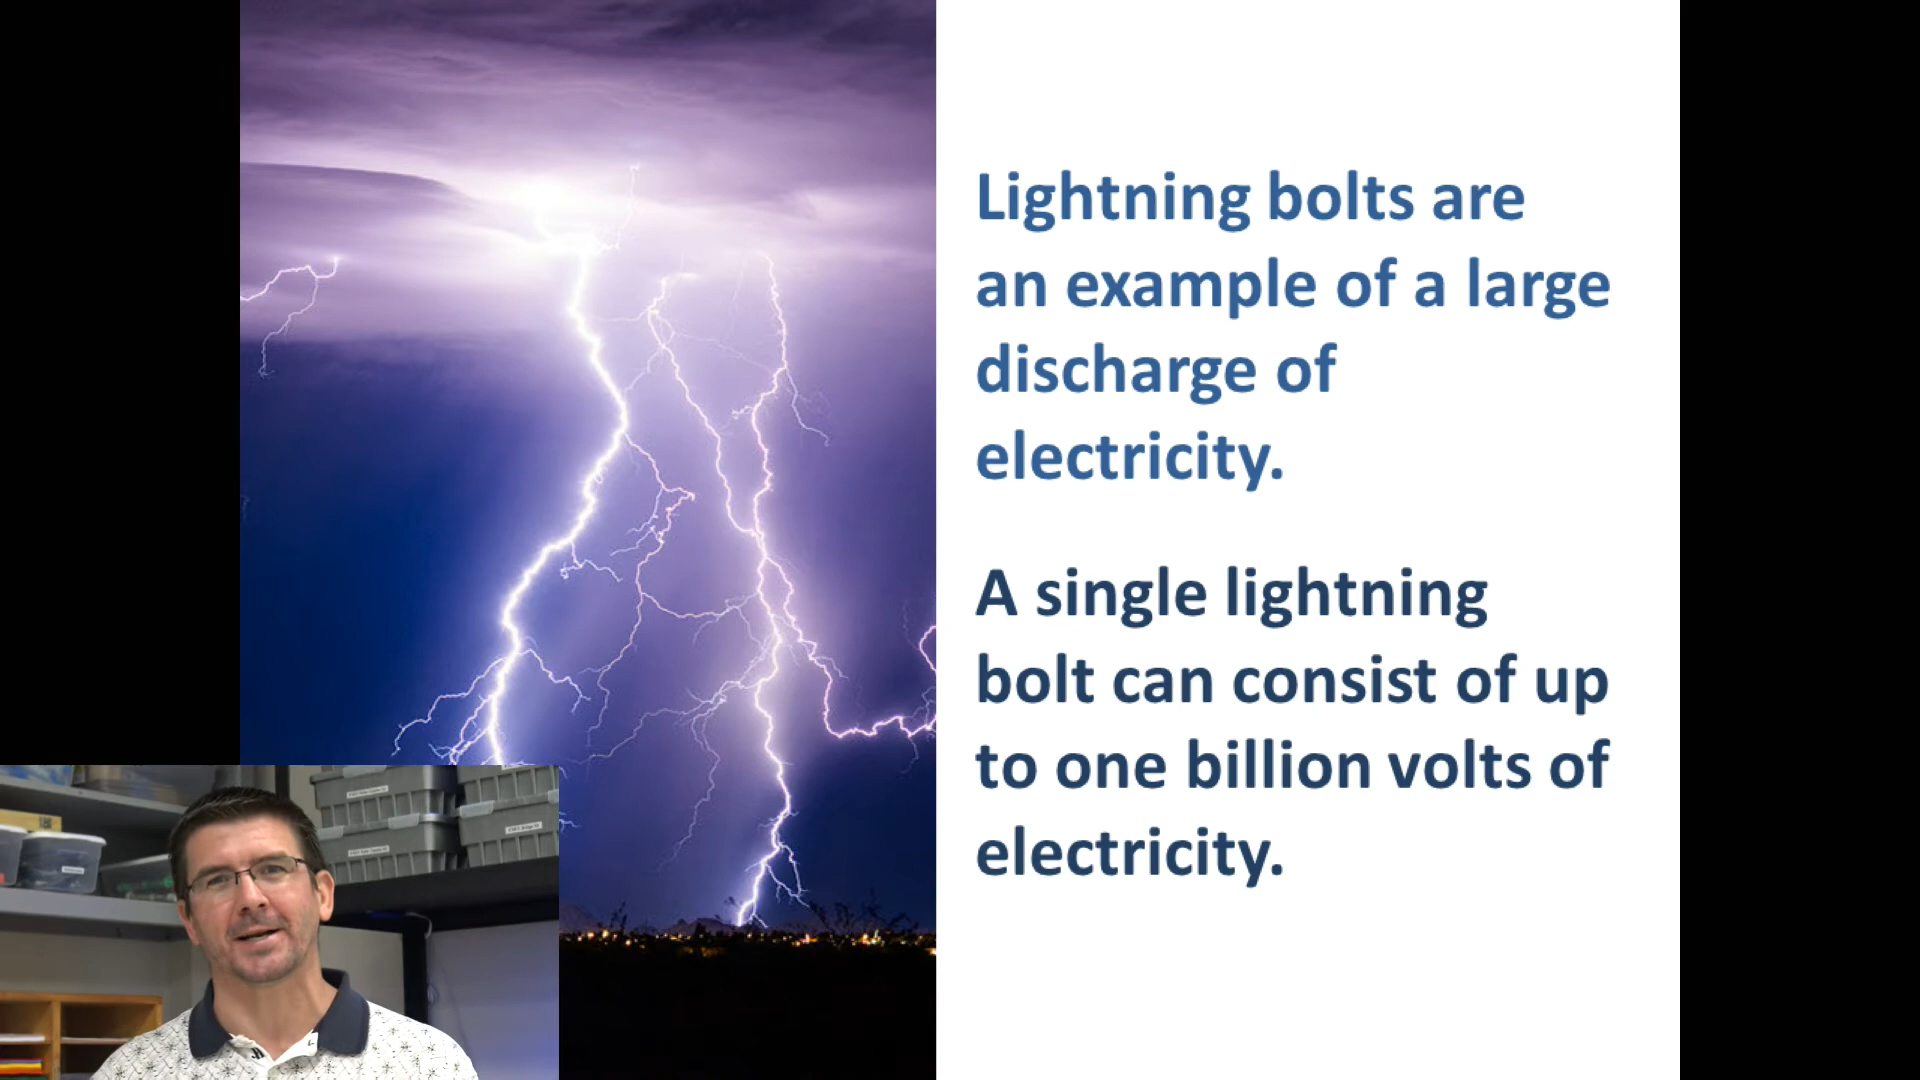 Lightning bolts are
an example of a large
discharge of
electricity.
A single lightning
bolt can consist of up
to one billion volts of
electricity.